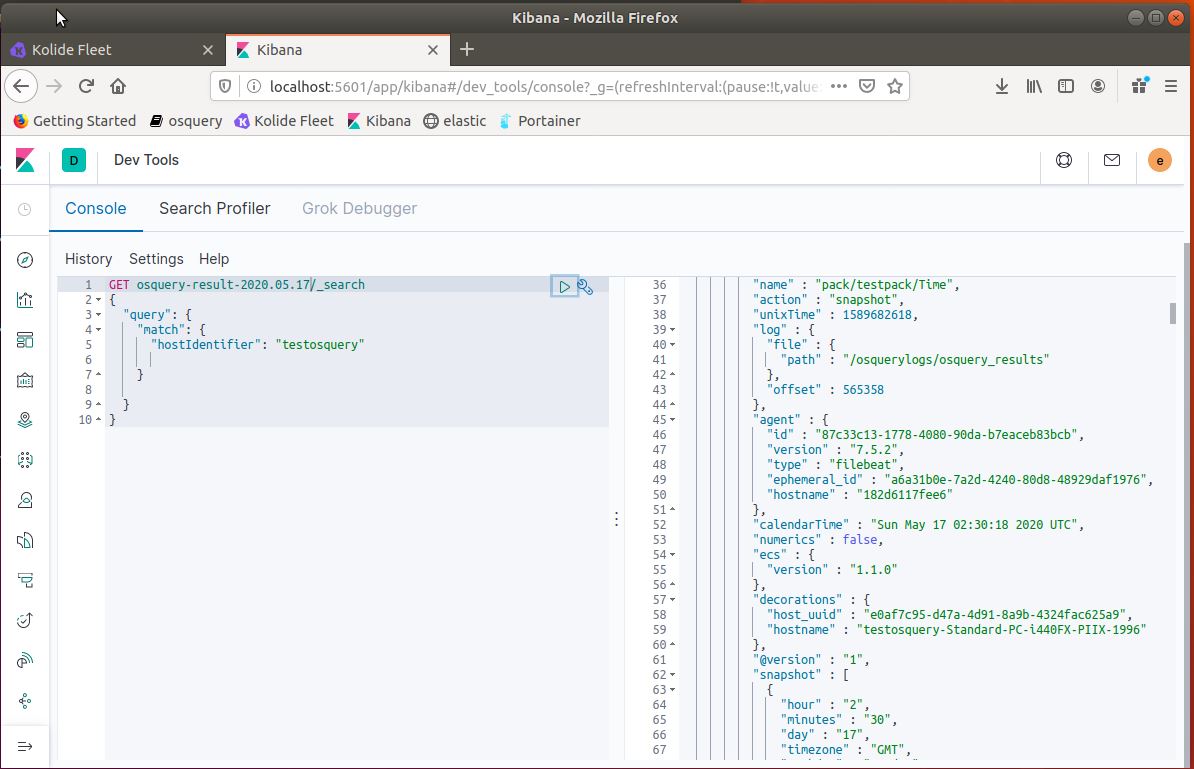 Kibana - Mozilla Firefox
Kolide Fleet
Kibana
localhost:5601/app/kibana#/dev_tools/console?_g=(refreshInterval:(pause:!t,value:
Getting Started osquery Kolide Fleet Kibana elastic Portainer
D Dev Tools e
Console Search Profiler Grok Debugger
History Settings Help
1 GET osquery-result-2020.05.17/_search
2 {
3 "query": {
4 "match": {
5 "hostIdentifier": "testosquery"
6
7 }
8
9 }
10 }
36 "name" : "pack/testpack/Time",
37 "action" : "snapshot",
38 "unixTime" : 1589682618,
39 "log" : {
40 "file" : {
41 "path" : "/osquerylogs/osquery_results"
42 },
43 "offset" : 565358
44 },
45 "agent" : {
46 "id" : "87c33c13-1778-4080-90da-b7eaceb83bcb",
47 "version" : "7.5.2",
48 "type" : "filebeat",
49 "ephemeral_id" : "a6a31b0e-7a2d-4240-80d8-48929daf1976",
50 "hostname" : "182d6117fee6"
51 },
52 "calendarTime" : "Sun May 17 02:30:18 2020 UTC",
53 "numerics" : false,
54 "ecs" : {
55 "version" : "1.1.0"
56 },
57 "decorations" : {
58 "host_uuid" : "e0af7c95-d47a-4d91-8a9b-4324fac625a9",
59 "hostname" : "testosquery-Standard-PC-i440FX-PIIX-1996"
60 },
61 "@version" : "1",
62 "snapshot" : [
63 {
64 "hour" : "2",
65 "minutes" : "30",
66 "day" : "17",
67 "timezone" : "GMT",